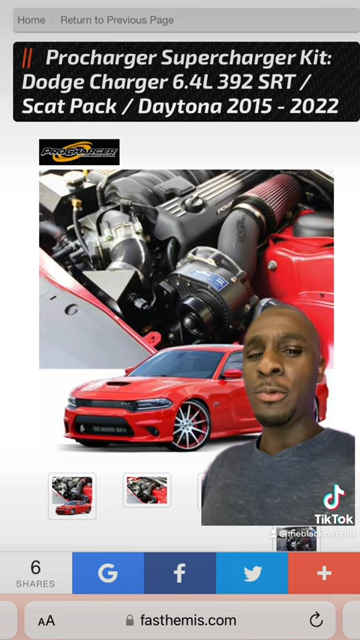 Home / Return to Previous Page
|| Procharger Supercharger Kit:
Dodge Charger 6.4L 392 SRT /
Scat Pack / Daytona 2015 - 2022
PROCHARGER
TikTok
6
SHARES
G
f
+
AA
fasthemis.com